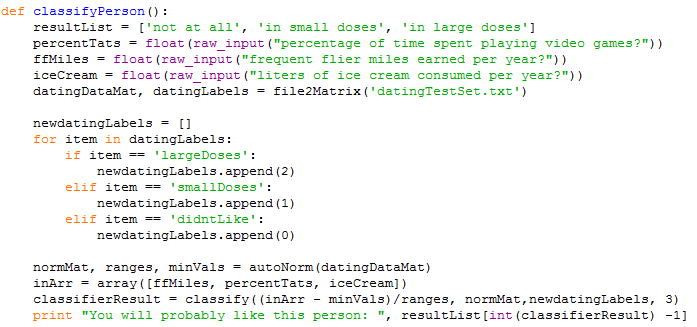 def classifyPerson():
    resultList = ['not at all', 'in small doses', 'in large doses']
    percentTats = float(raw_input("percentage of time spent playing video games?"))
    ffMiles = float(raw_input("frequent flier miles earned per year?"))
    iceCream = float(raw_input("liters of ice cream consumed per year?"))
    datingDataMat, datingLabels = file2Matrix('datingTestSet.txt')

    newdatingLabels = []
    for item in datingLabels:
        if item == 'largeDoses':
            newdatingLabels.append(2)
        elif item == 'smallDoses':
            newdatingLabels.append(1)
        elif item == 'didntLike':
            newdatingLabels.append(0)

    normMat, ranges, minVals = autoNorm(datingDataMat)
    inArr = array([ffMiles, percentTats, iceCream])
    classifierResult = classify((inArr - minVals)/ranges, normMat,newdatingLabels, 3)
    print "You will probably like this person: ", resultList[int(classifierResult) -1]